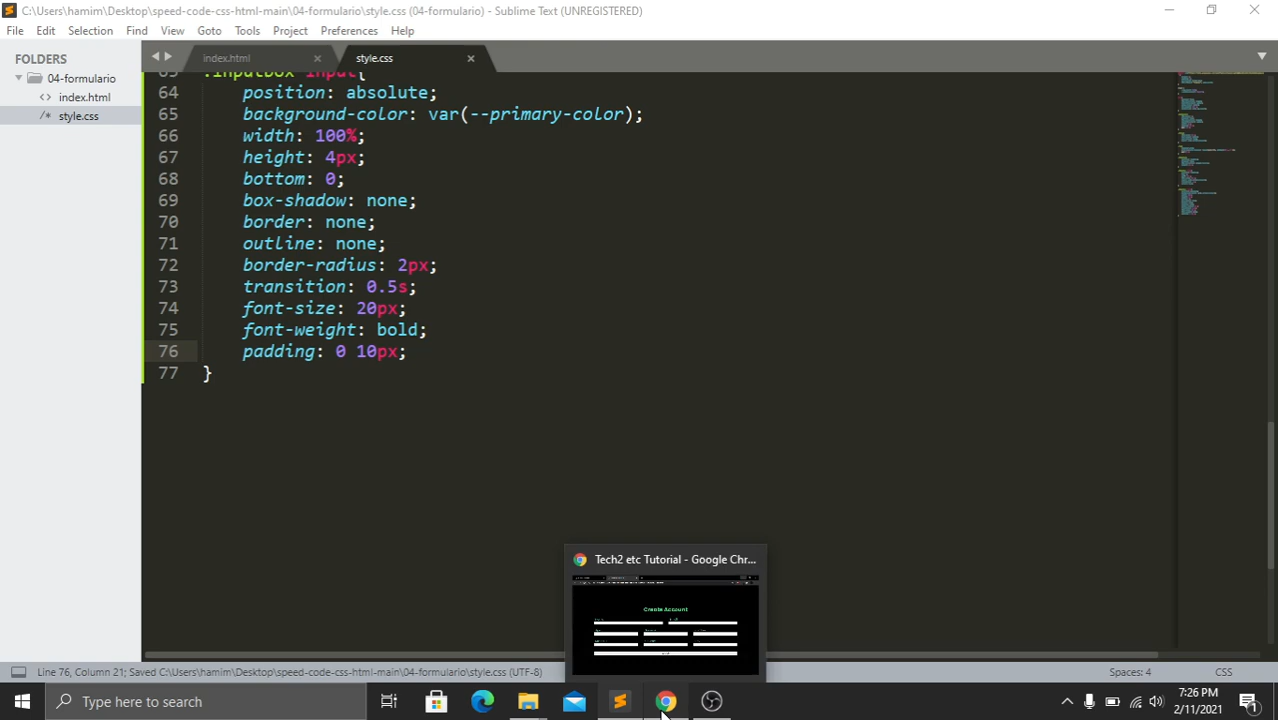 C:\Users\hamim\Desktop\speed-code-css-html-main\04-formulario\style.css (04-formulario) - Sublime Text (UNREGISTERED)
File Edit Selection Find View Goto Tools Project Preferences Help
FOLDERS
04-formulario
<> index.html
/* style.css
index.html
style.css
.inputbox input{
64 position: absolute;
65 background-color: var(--primary-color);
66 width: 100%;
67 height: 4px;
68 bottom: 0;
69 box-shadow: none;
70 border: none;
71 outline: none;
72 border-radius: 2px;
73 transition: 0.5s;
74 font-size: 20px;
75 font-weight: bold;
76 padding: 0 10px;
77 }
Tech2 etc Tutorial - Google Chr...
Create Account
Line 76, Column 21; Saved C:\Users\hamim\Desktop\speed-code-css-html-main\04-formulario\style.css (UTF-8)
Spaces: 4
CSS
Type here to search
7:26 PM
2/11/2021
1